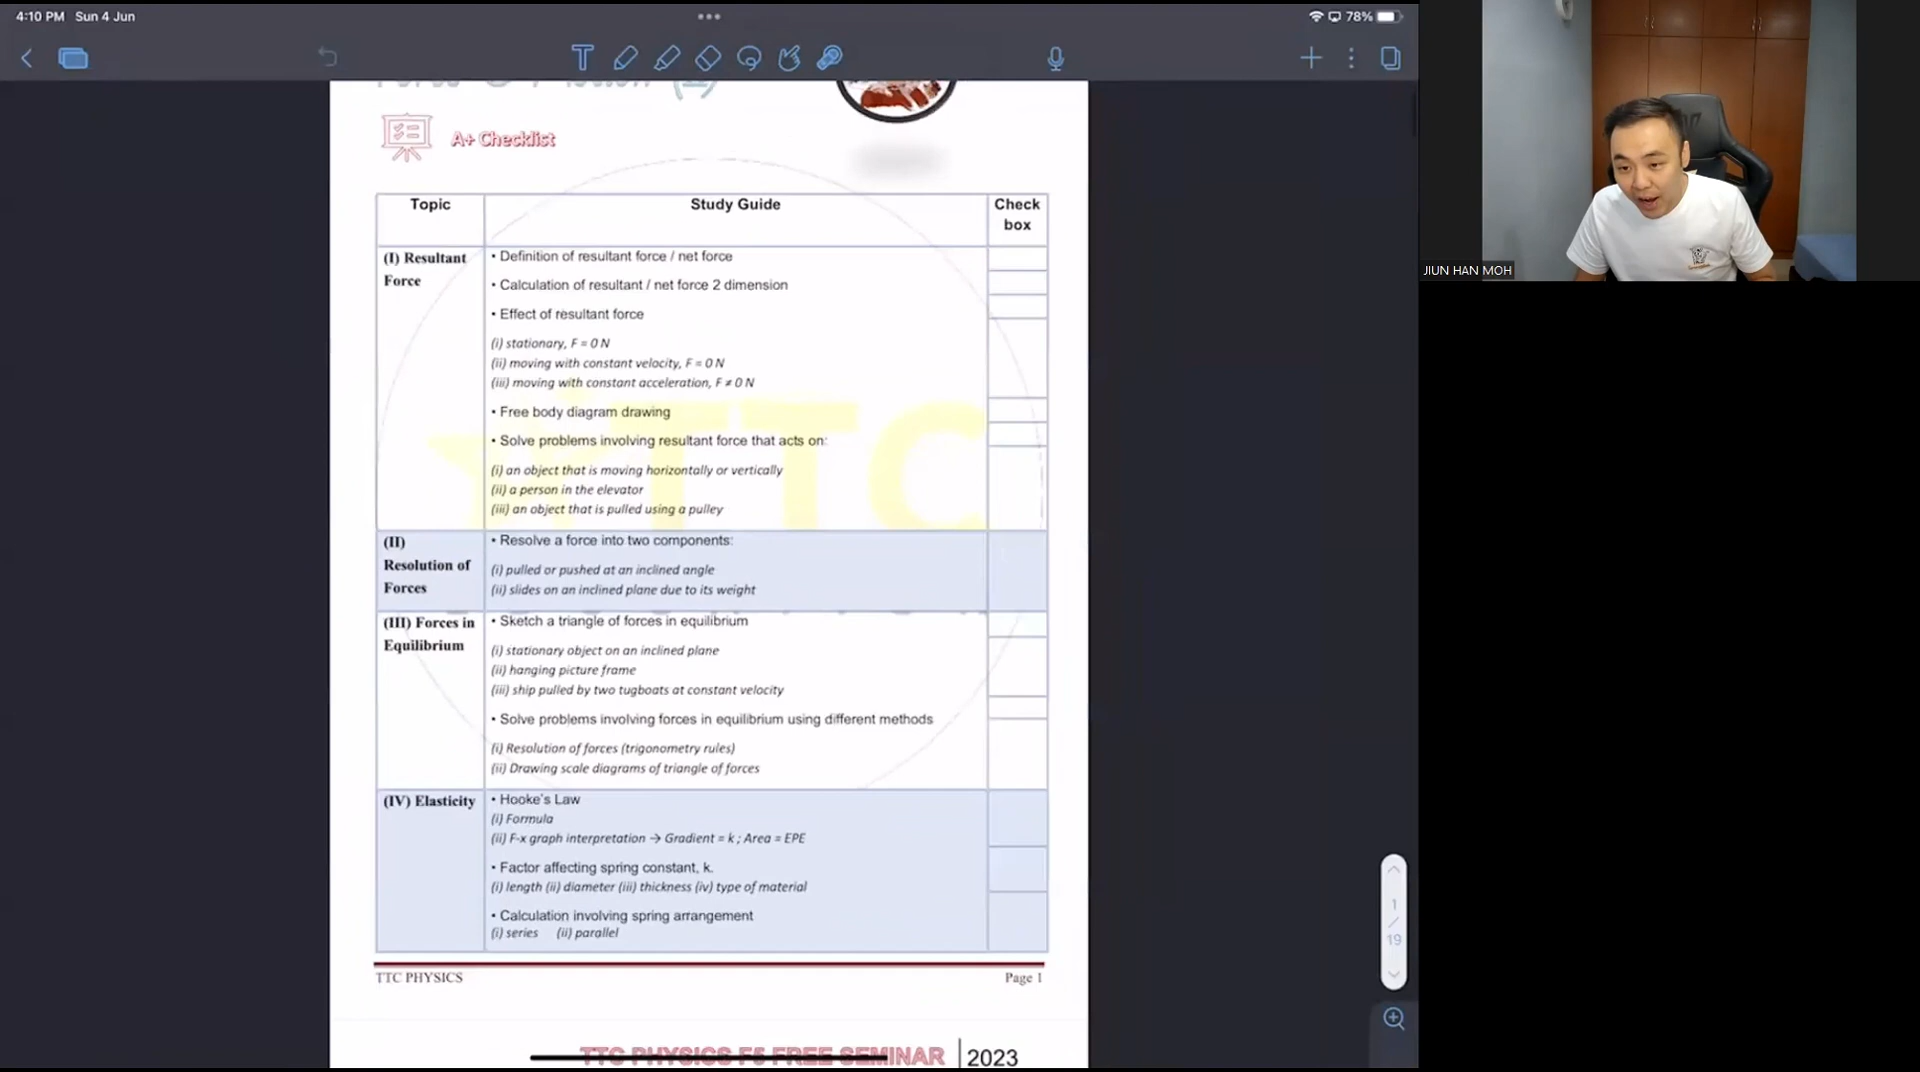 4:10 PM Sun 4 Jun
78%
A+ Checklist
Topic Study Guide Check box
(I) Resultant Force
• Definition of resultant force / net force
• Calculation of resultant / net force 2 dimension
• Effect of resultant force
(i) stationary, F = 0 N
(ii) moving with constant velocity, F = 0 N
(iii) moving with constant acceleration, F ≠ 0 N
• Free body diagram drawing
• Solve problems involving resultant force that acts on:
(i) an object that is moving horizontally or vertically
(ii) a person in the elevator
(iii) an object that is pulled using a pulley
(II) Resolution of Forces
• Resolve a force into two components:
(i) pulled or pushed at an inclined angle
(ii) slides on an inclined plane due to its weight
(III) Forces in Equilibrium
• Sketch a triangle of forces in equilibrium
(i) stationary object on an inclined plane
(ii) hanging picture frame
(iii) ship pulled by two tugboats at constant velocity
• Solve problems involving forces in equilibrium using different methods
(i) Resolution of forces (trigonometry rules)
(ii) Drawing scale diagrams of triangle of forces
(IV) Elasticity
• Hooke's Law
(i) Formula
(ii) F-x graph interpretation → Gradient = k ; Area = EPE
• Factor affecting spring constant, k.
(i) length (ii) diameter (iii) thickness (iv) type of material
• Calculation involving spring arrangement
(i) series (ii) parallel
TTC
TTC PHYSICS Page 1
TTC PHYSICS F5 FREE SEMINAR 2023
1 / 19
JIUN HAN MOH